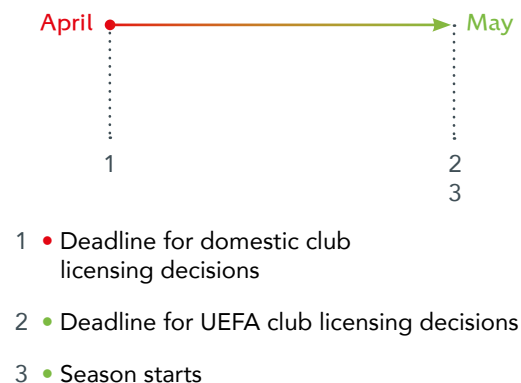 April May
1 2
3
1 • Deadline for domestic club
licensing decisions
2 • Deadline for UEFA club licensing decisions
3 • Season starts